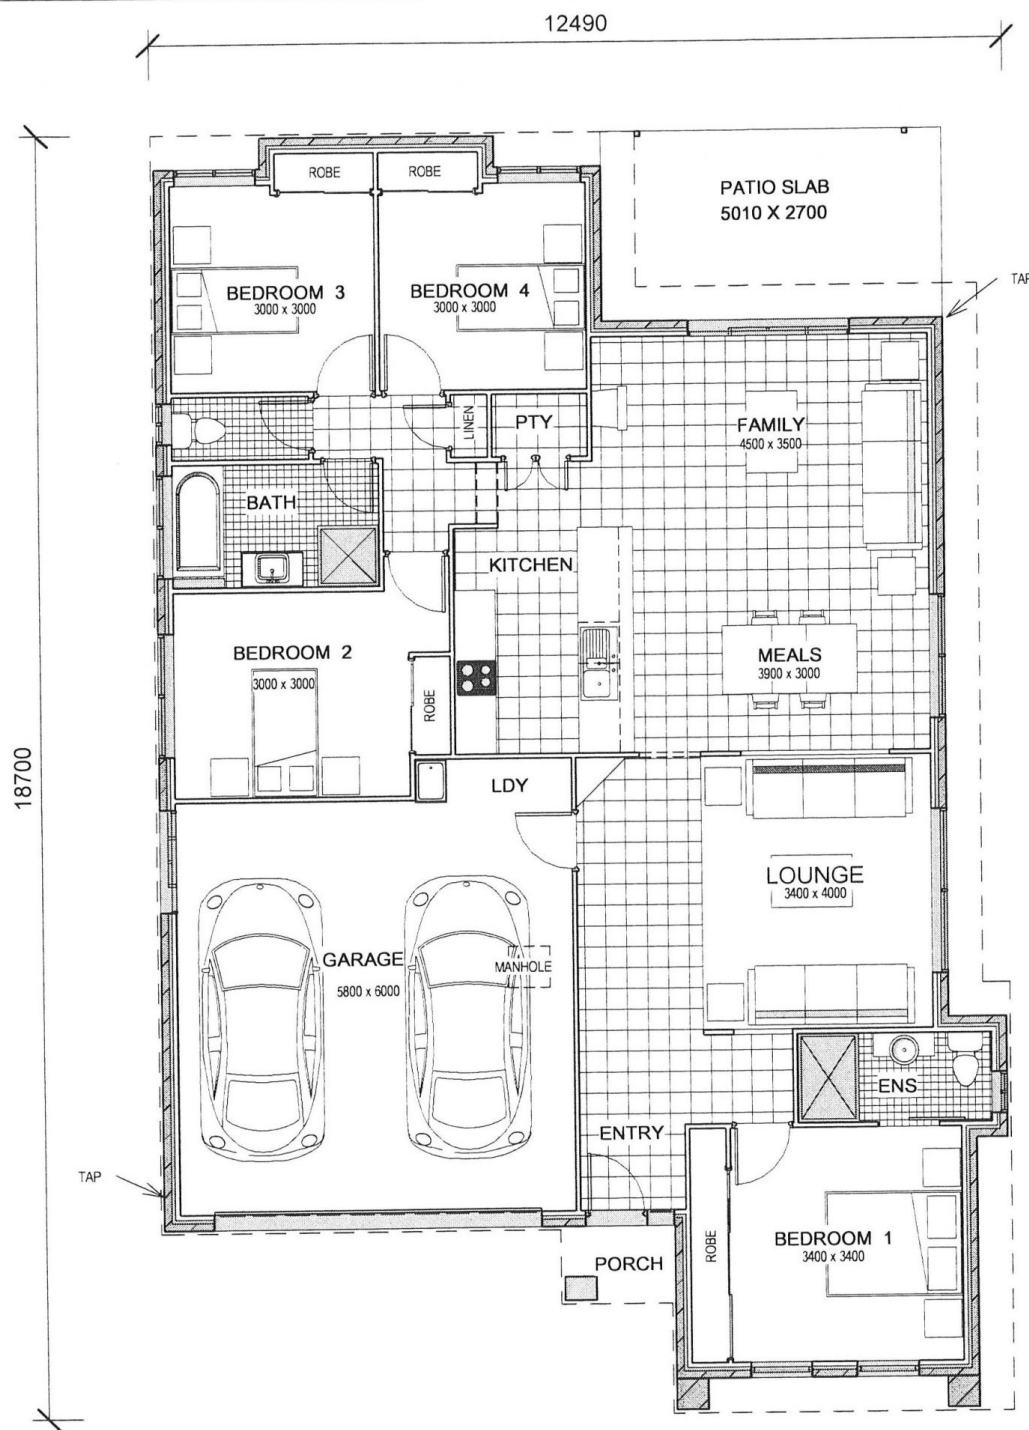 12490
ROBE
ROBE
PATIO SLAB
5010 X 2700
TAP
BEDROOM 3
3000 x 3000
BEDROOM 4
3000 x 3000
LINEN
PTY
FAMILY
4500 x 3500
BATH
KITCHEN
BEDROOM 2
3000 x 3000
ROBE
MEALS
3900 x 3000
18700
LDY
LOUNGE
3400 x 4000
GARAGE
5800 x 6000
MANHOLE
ENS
ENTRY
TAP
ROBE
BEDROOM 1
3400 x 3400
PORCH